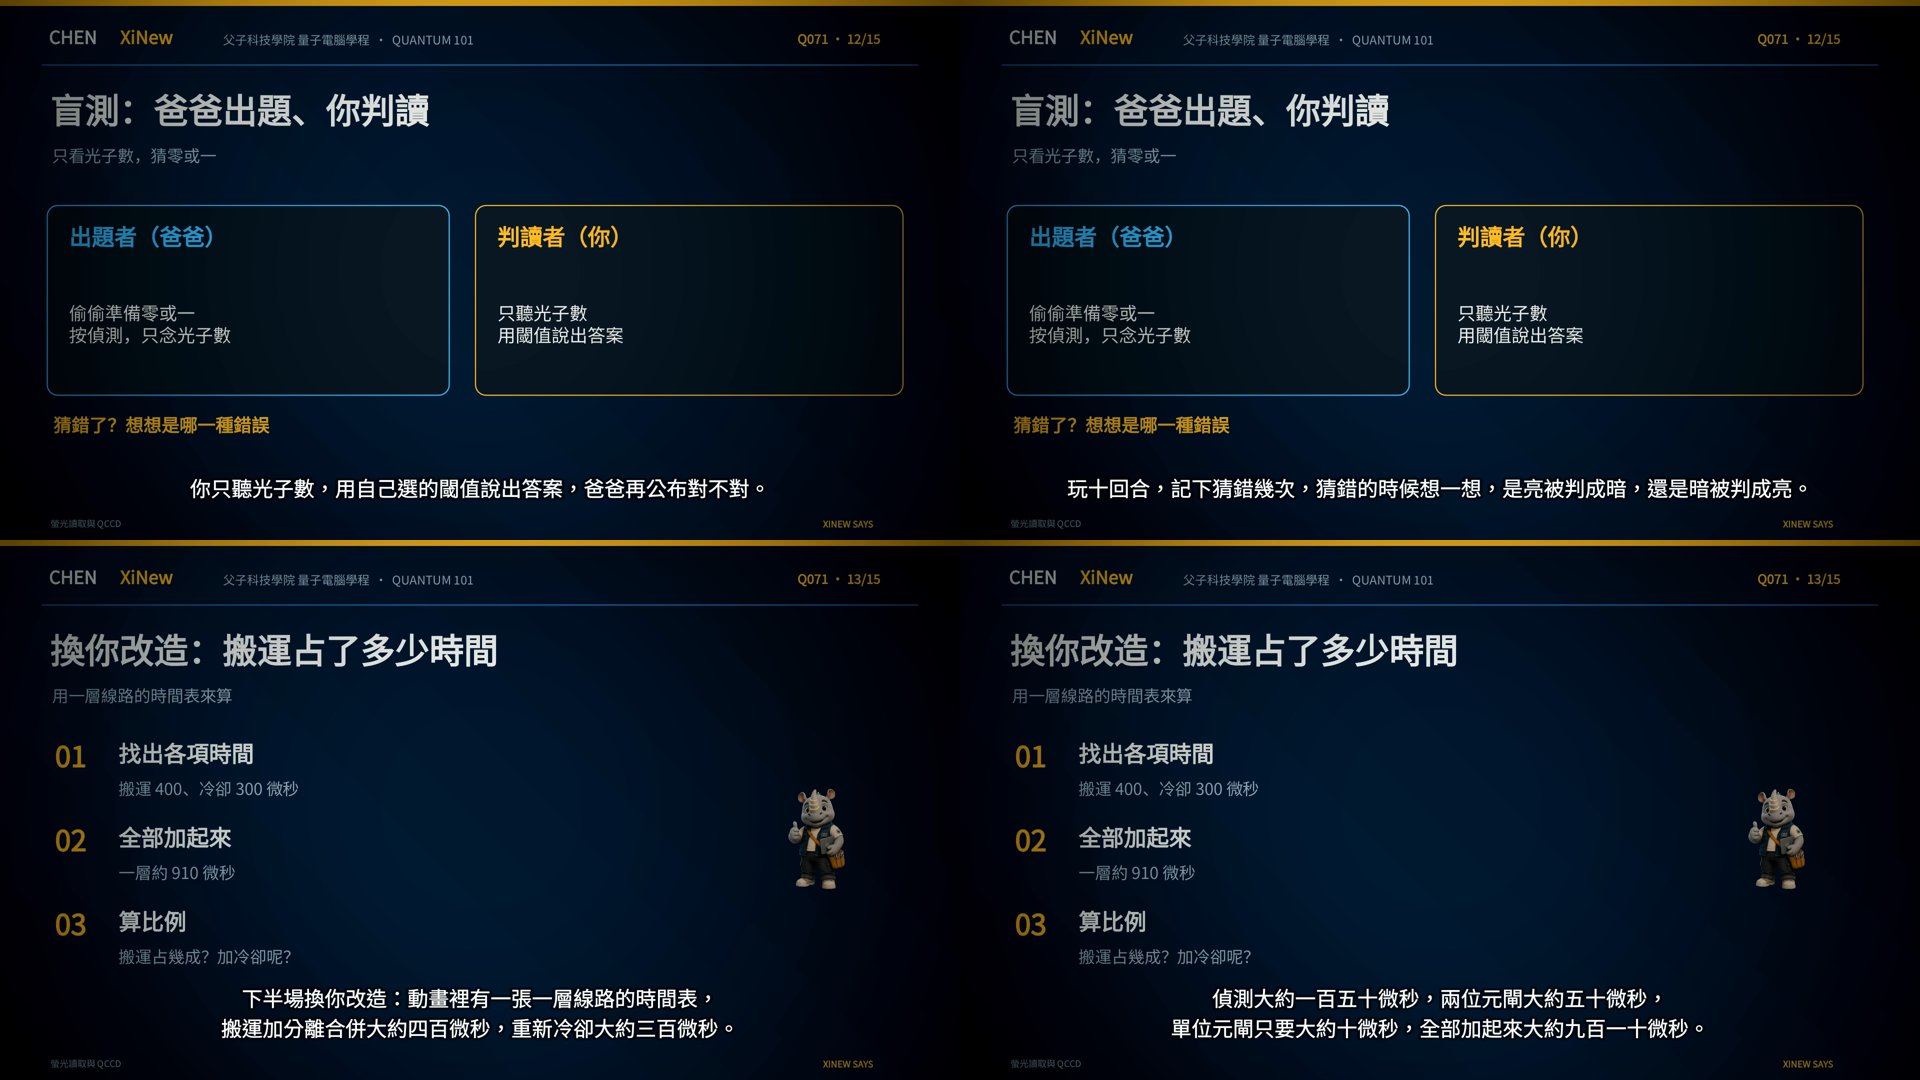 CHEN XiNew 父子科技學院 量子電腦學程 · QUANTUM 101 Q071 · 12/15
盲測：爸爸出題、你判讀
只看光子數，猜零或一
出題者（爸爸）
偷偷準備零或一
按偵測，只念光子數
判讀者（你）
只聽光子數
用閾值說出答案
猜錯了？想想是哪一種錯誤
你只聽光子數，用自己選的閾值說出答案，爸爸再公布對不對。
螢光讀取與 QCCD XINEW SAYS
CHEN XiNew 父子科技學院 量子電腦學程 · QUANTUM 101 Q071 · 12/15
盲測：爸爸出題、你判讀
只看光子數，猜零或一
出題者（爸爸）
偷偷準備零或一
按偵測，只念光子數
判讀者（你）
只聽光子數
用閾值說出答案
猜錯了？想想是哪一種錯誤
玩十回合，記下猜錯幾次，猜錯的時候想一想，是亮被判成暗，還是暗被判成亮。
螢光讀取與 QCCD XINEW SAYS
CHEN XiNew 父子科技學院 量子電腦學程 · QUANTUM 101 Q071 · 13/15
換你改造：搬運占了多少時間
用一層線路的時間表來算
01 找出各項時間
搬運 400、冷卻 300 微秒
02 全部加起來
一層約 910 微秒
03 算比例
搬運占幾成？加冷卻呢？
下半場換你改造：動畫裡有一張一層線路的時間表，
搬運加分離合併大約四百微秒，重新冷卻大約三百微秒。
螢光讀取與 QCCD XINEW SAYS
CHEN XiNew 父子科技學院 量子電腦學程 · QUANTUM 101 Q071 · 13/15
換你改造：搬運占了多少時間
用一層線路的時間表來算
01 找出各項時間
搬運 400、冷卻 300 微秒
02 全部加起來
一層約 910 微秒
03 算比例
搬運占幾成？加冷卻呢？
偵測大約一百五十微秒，兩位元閘大約五十微秒，
單位元閘只要大約十微秒，全部加起來大約九百一十微秒。
螢光讀取與 QCCD XINEW SAYS